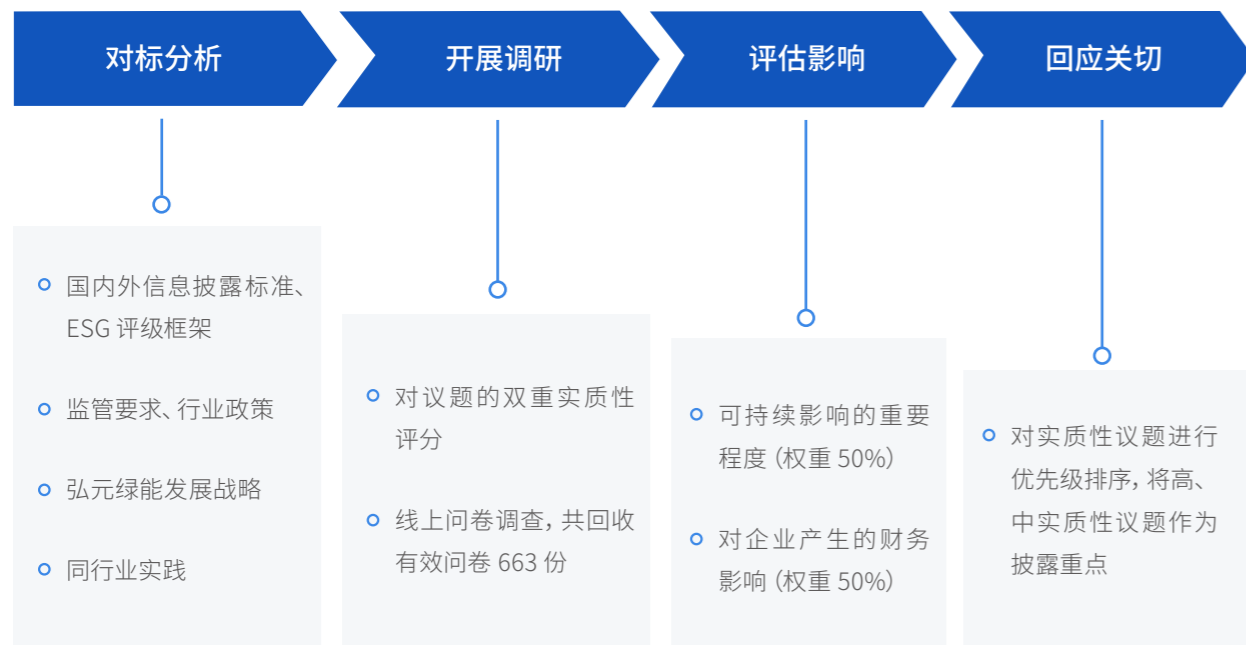 对标分析
国内外信息披露标准、
ESG 评级框架
监管要求、行业政策
弘元绿能发展战略
同行业实践
开展调研
对议题的双重实质性
评分
线上问卷调查，共回收
有效问卷 663 份
评估影响
可持续影响的重要
程度（权重 50%）
对企业产生的财务
影响（权重 50%）
回应关切
对实质性议题进行
优先级排序，将高、
中实质性议题作为
披露重点